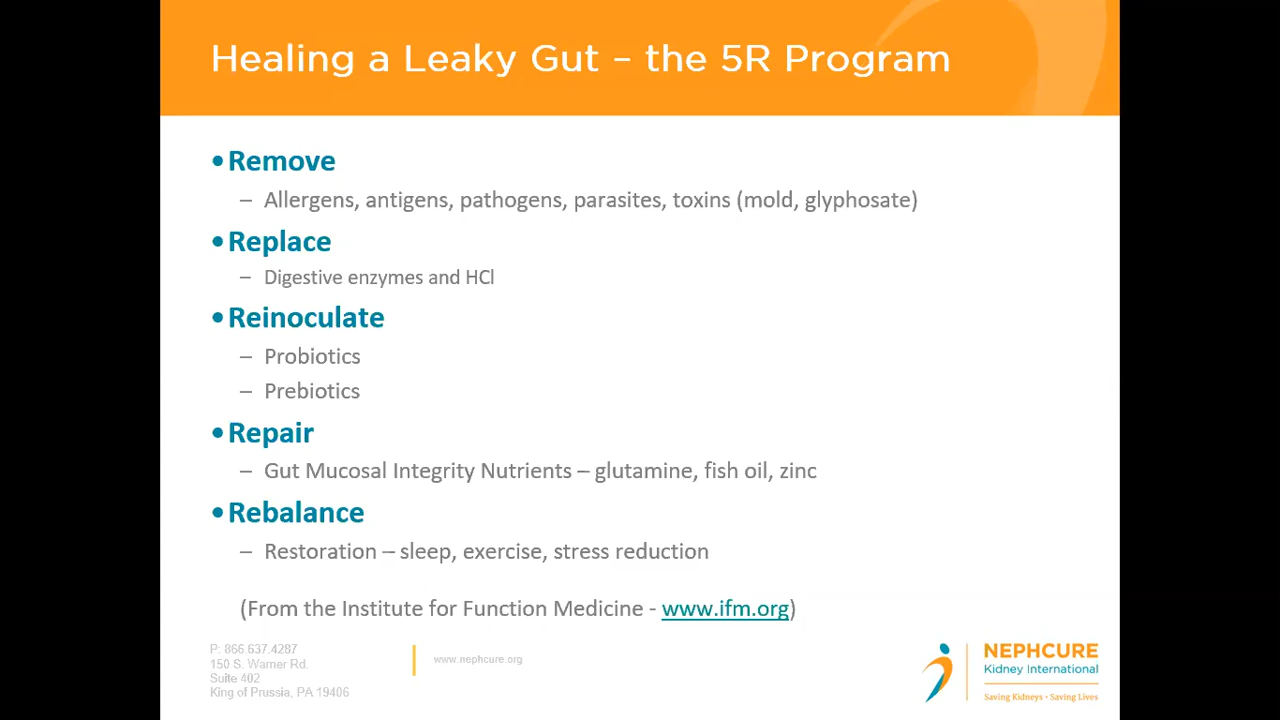 Healing a Leaky Gut – the 5R Program
•Remove
– Allergens, antigens, pathogens, parasites, toxins (mold, glyphosate)
•Replace
– Digestive enzymes and HCl
•Reinoculate
– Probiotics
– Prebiotics
•Repair
– Gut Mucosal Integrity Nutrients – glutamine, fish oil, zinc
•Rebalance
– Restoration – sleep, exercise, stress reduction
(From the Institute for Function Medicine - www.ifm.org)
P: 866.637.4287
150 S. Warner Rd.
Suite 402
King of Prussia, PA 19406
www.nephcure.org
NEPHCURE
Kidney International
Saving Kidneys • Saving Lives